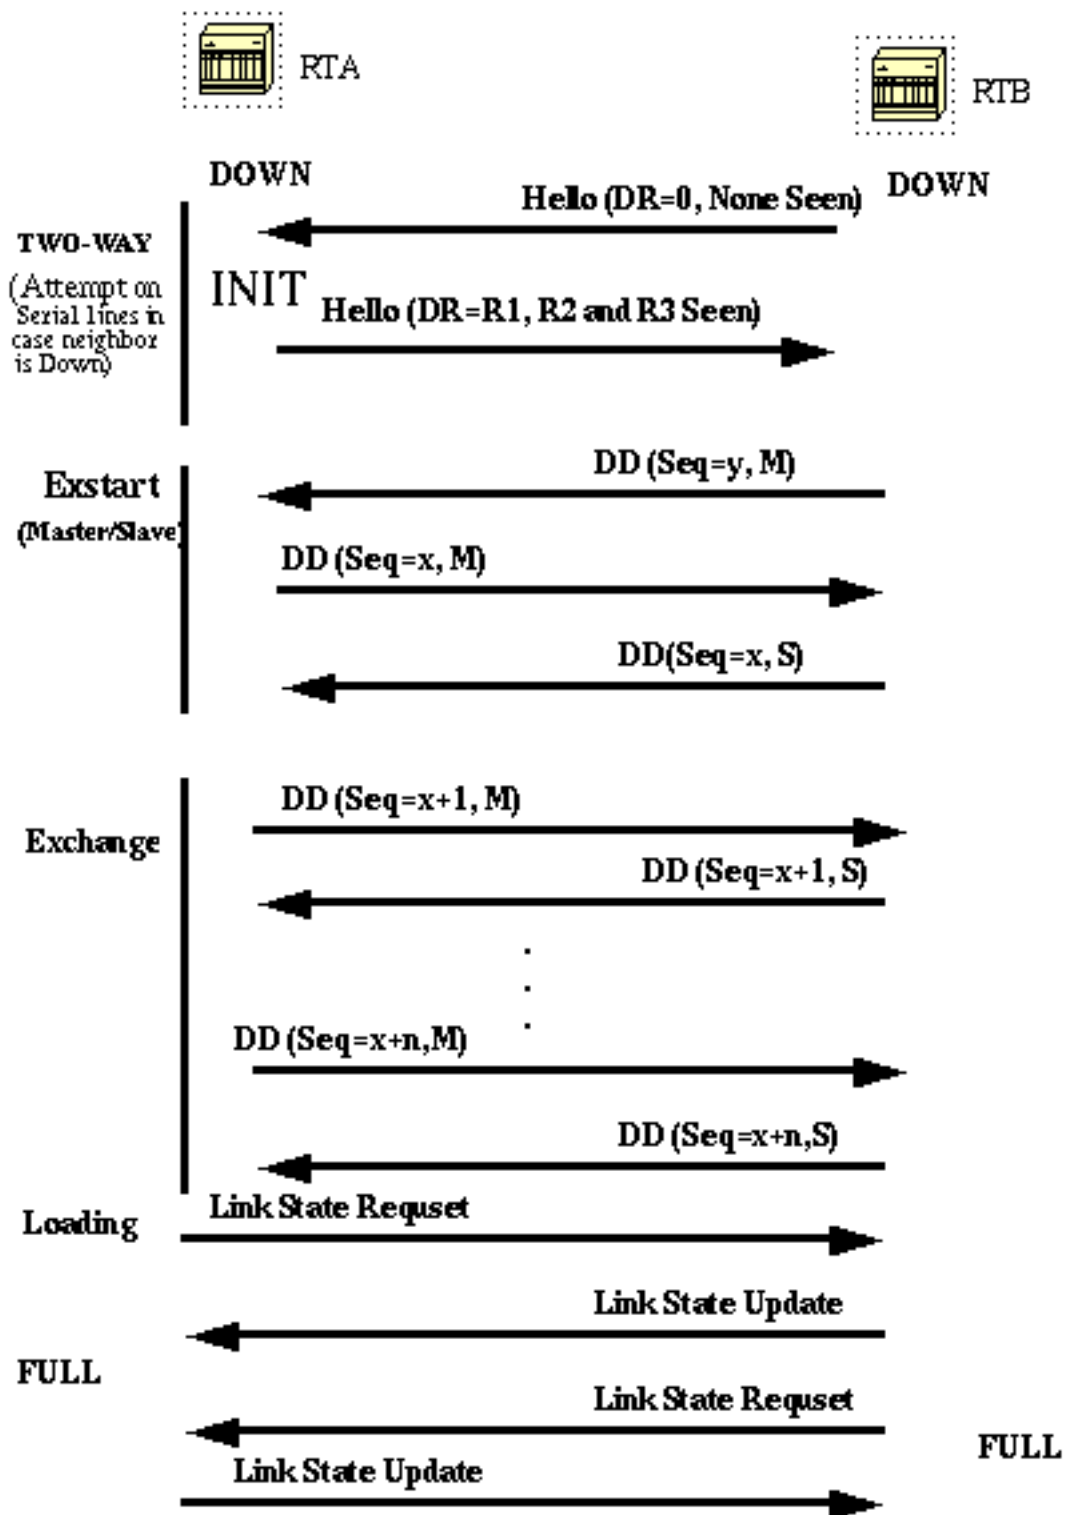 RTA
RTB
DOWN
DOWN
Hello (DR=0, None Seen)
TWO-WAY
(Attempt on
Serial lines in
case neighbor
is Down)
INIT
Hello (DR=R1, R2 and R3 Seen)
Exstart
(Master/Slave)
DD (Seq=y, M)
DD (Seq=x, M)
DD(Seq=x, S)
Exchange
DD (Seq=x+1, M)
DD (Seq=x+1, S)
.
.
.
DD (Seq=x+n,M)
DD (Seq=x+n,S)
Loading
Link State Requset
Link State Update
FULL
Link State Requset
FULL
Link State Update